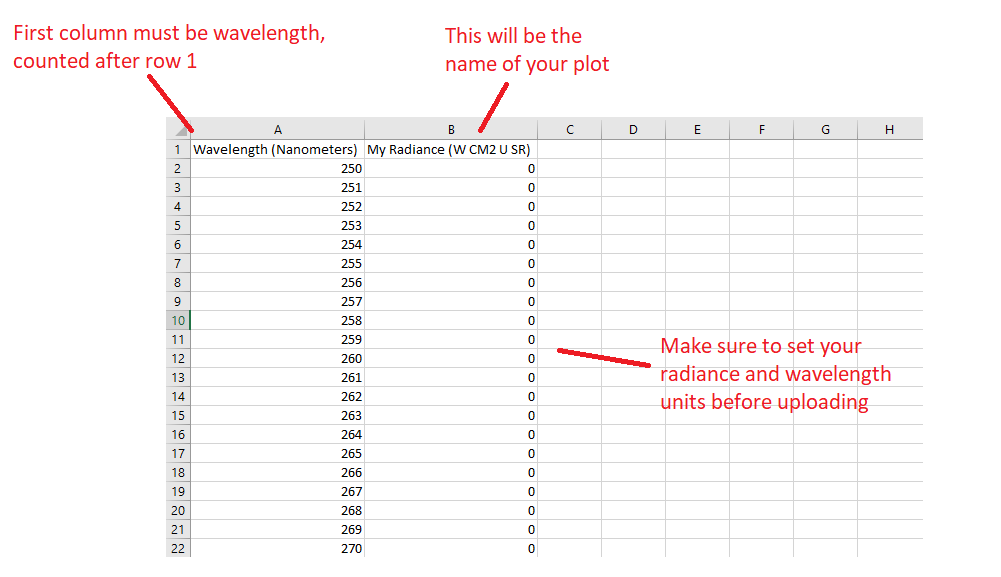 First column must be wavelength,
counted after row 1
This will be the
name of your plot
A B C D E F G H
1 Wavelength (Nanometers) My Radiance (W CM2 U SR)
2 250 0
3 251 0
4 252 0
5 253 0
6 254 0
7 255 0
8 256 0
9 257 0
10 258 0
11 259 0
12 260 0
13 261 0
14 262 0
15 263 0
16 264 0
17 265 0
18 266 0
19 267 0
20 268 0
21 269 0
22 270 0
Make sure to set your
radiance and wavelength
units before uploading